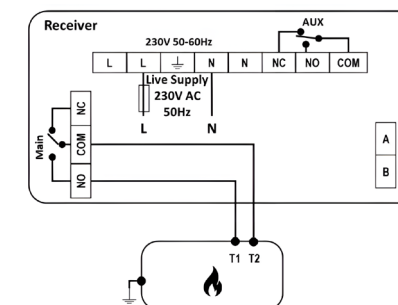 Receiver
AUX
230V 50-60Hz
L L N N NC NO COM
Live Supply
230V AC
50Hz
L N
Main
NC
COM
NO
A
B
T1 T2